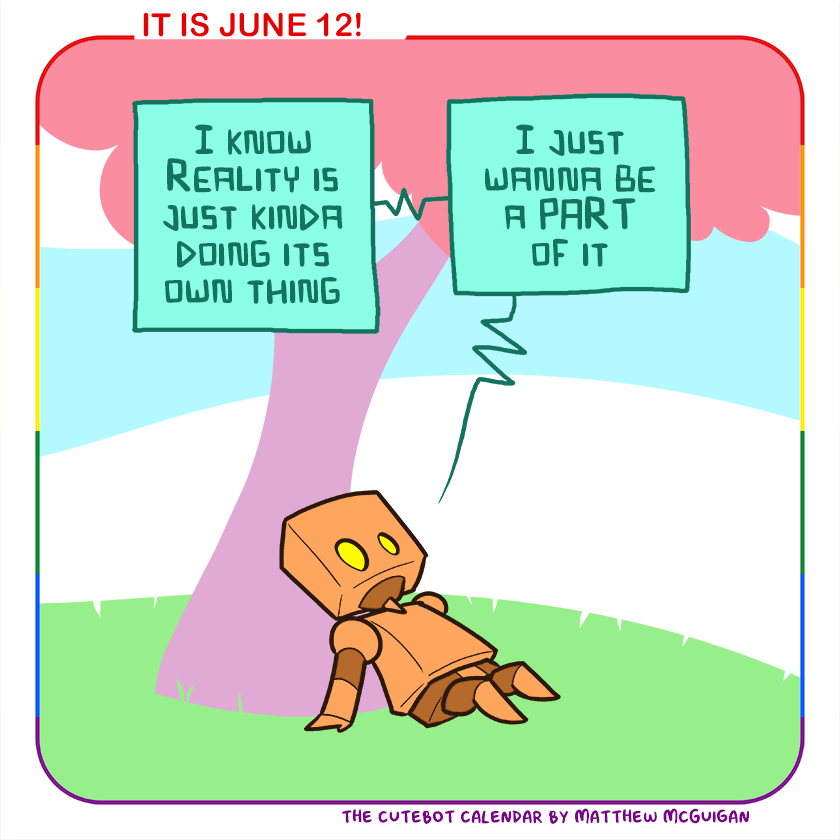 IT IS JUNE 12!
I KNOW
REALITY IS
JUST KINDA
DOING ITS
OWN THING
I JUST
WANNA BE
A PART
OF IT
THE CUTEBOT CALENDAR BY MATTHEW MCGUIGAN